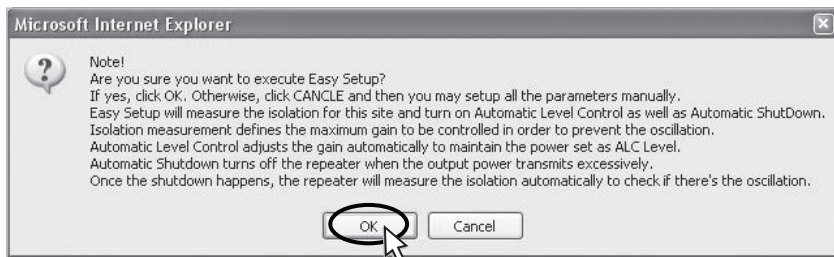 Microsoft Internet Explorer
Note!
Are you sure you want to execute Easy Setup?
If yes, click OK. Otherwise, click CANCLE and then you may setup all the parameters manually.
Easy Setup will measure the isolation for this site and turn on Automatic Level Control as well as Automatic ShutDown.
Isolation measurement defines the maximum gain to be controlled in order to prevent the oscillation.
Automatic Level Control adjusts the gain automatically to maintain the power set as ALC Level.
Automatic Shutdown turns off the repeater when the output power transmits excessively.
Once the shutdown happens, the repeater will measure the isolation automatically to check if there's the oscillation.
OK Cancel